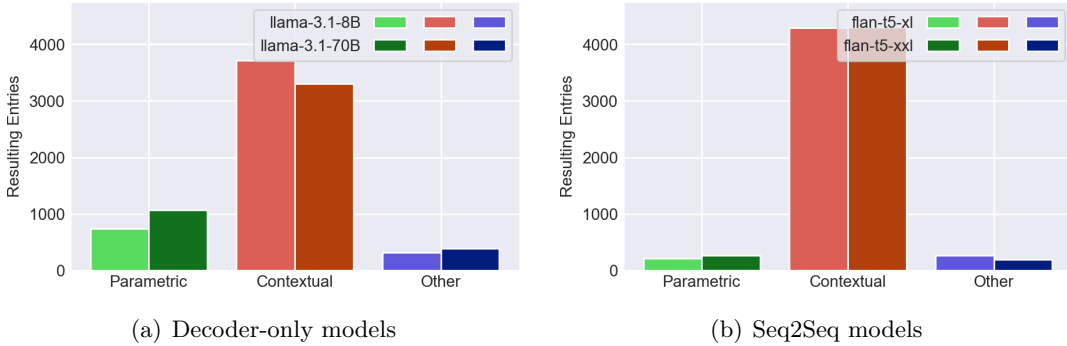 Resulting Entries
4000
3000
2000
1000
0
llama-3.1-8B
llama-3.1-70B
Parametric
Contextual
Other
(a) Decoder-only models
Resulting Entries
4000
3000
2000
1000
0
flan-t5-xl
flan-t5-xxl
Parametric
Contextual
Other
(b) Seq2Seq models